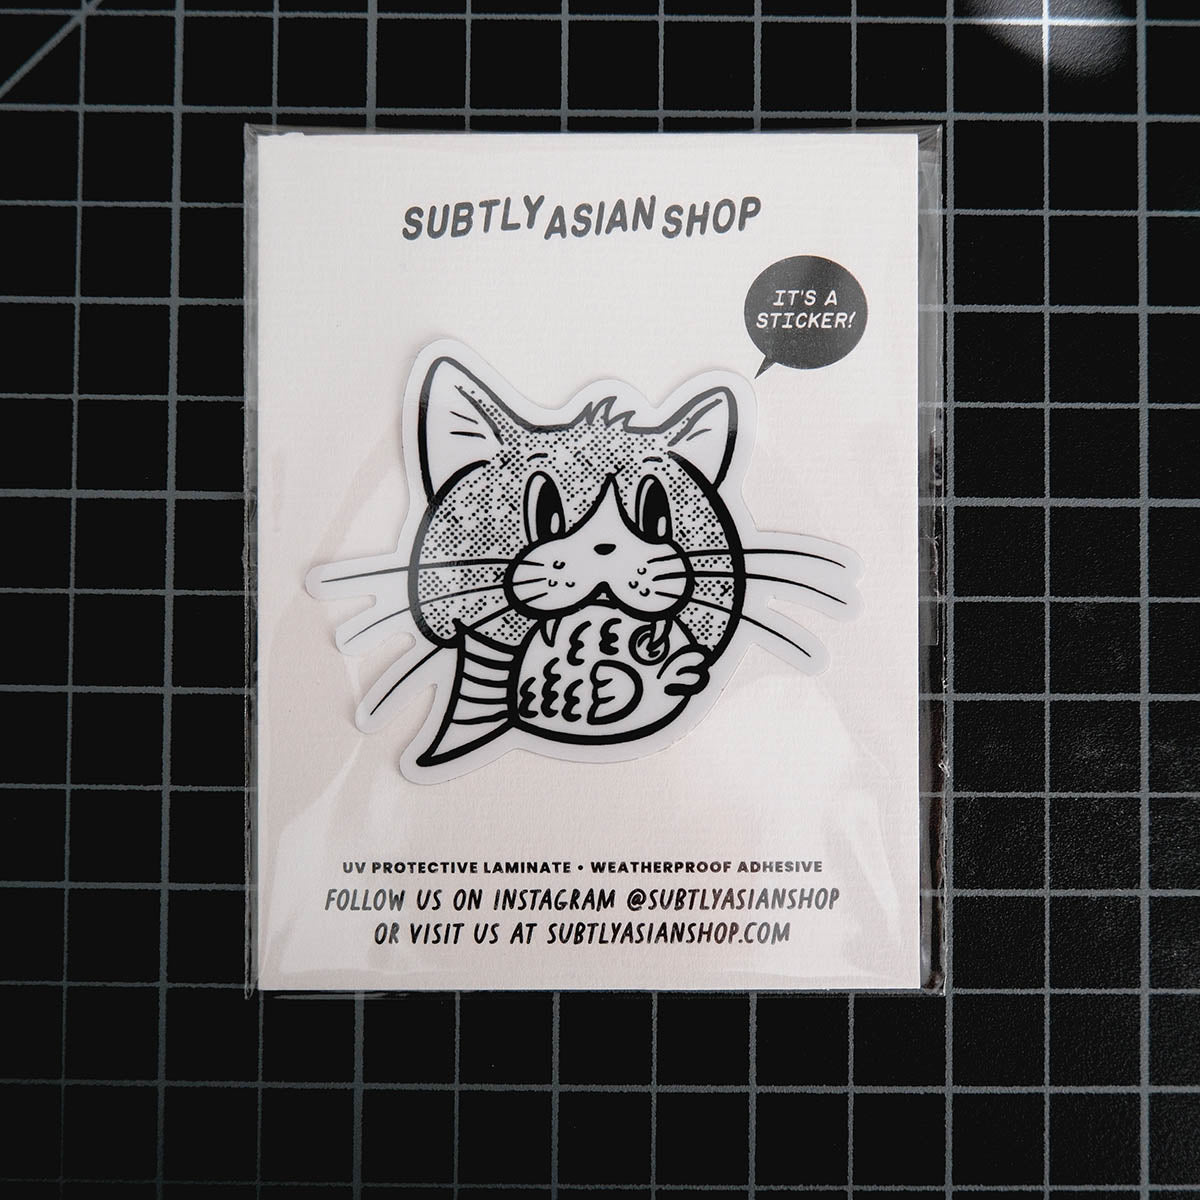 SUBTLY ASIAN SHOP
IT'S A
STICKER!
UV PROTECTIVE LAMINATE • WEATHERPROOF ADHESIVE
FOLLOW US ON INSTAGRAM @SUBTLYASIANSHOP
OR VISIT US AT SUBTLYASIANSHOP.COM